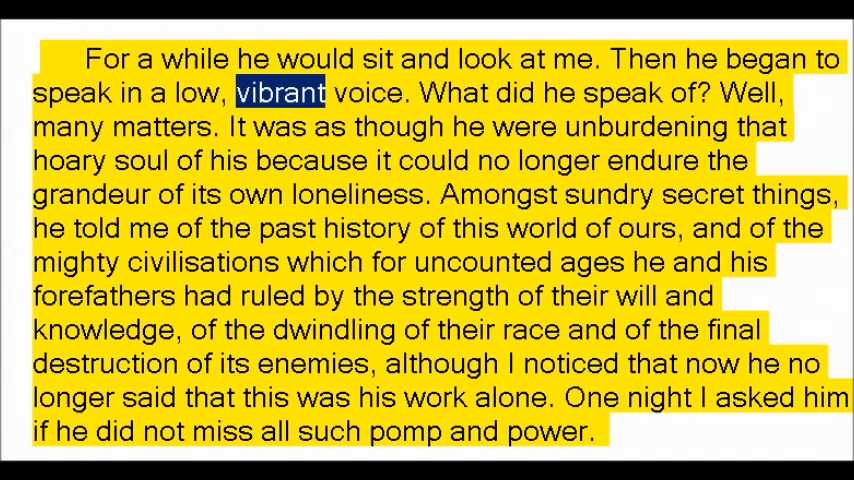 For a while he would sit and look at me. Then he began to
speak in a low, vibrant voice. What did he speak of? Well,
many matters. It was as though he were unburdening that
hoary soul of his because it could no longer endure the
grandeur of its own loneliness. Amongst sundry secret things,
he told me of the past history of this world of ours, and of the
mighty civilisations which for uncounted ages he and his
forefathers had ruled by the strength of their will and
knowledge, of the dwindling of their race and of the final
destruction of its enemies, although I noticed that now he no
longer said that this was his work alone. One night I asked him
if he did not miss all such pomp and power.